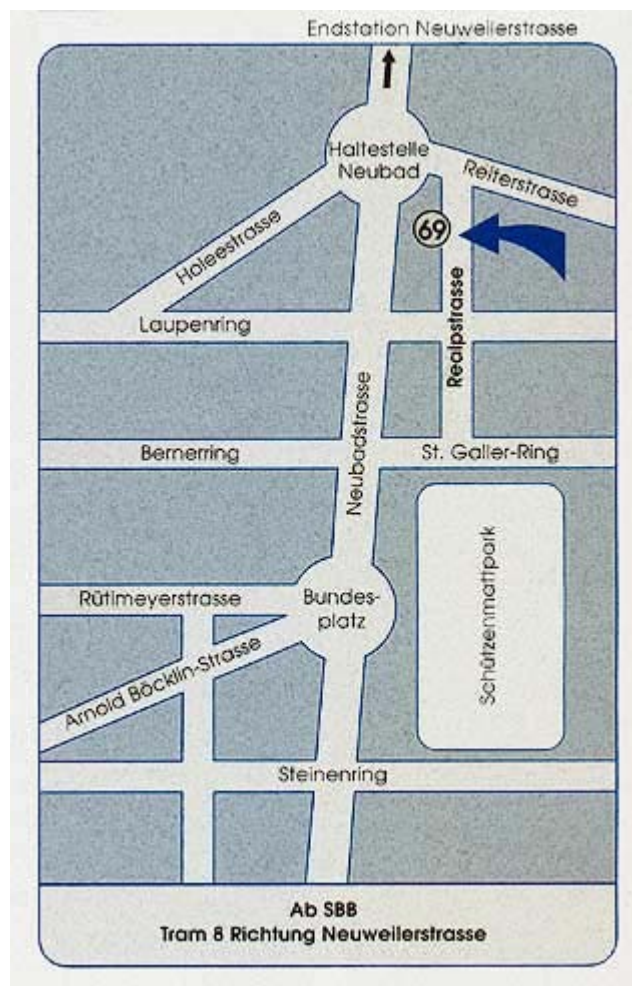 Endstation Neuweilerstrasse
Haltestelle
Neubad
Reiterstrasse
Holeestrasse
69
Laupenring
Realpstrasse
Neubadstrasse
Bernerring
St. Galler-Ring
Rütimeyerstrasse
Bundes-
platz
Schützenmattpark
Arnold Böcklin-Strasse
Steinenring
Ab SBB
Tram 8 Richtung Neuweilerstrasse